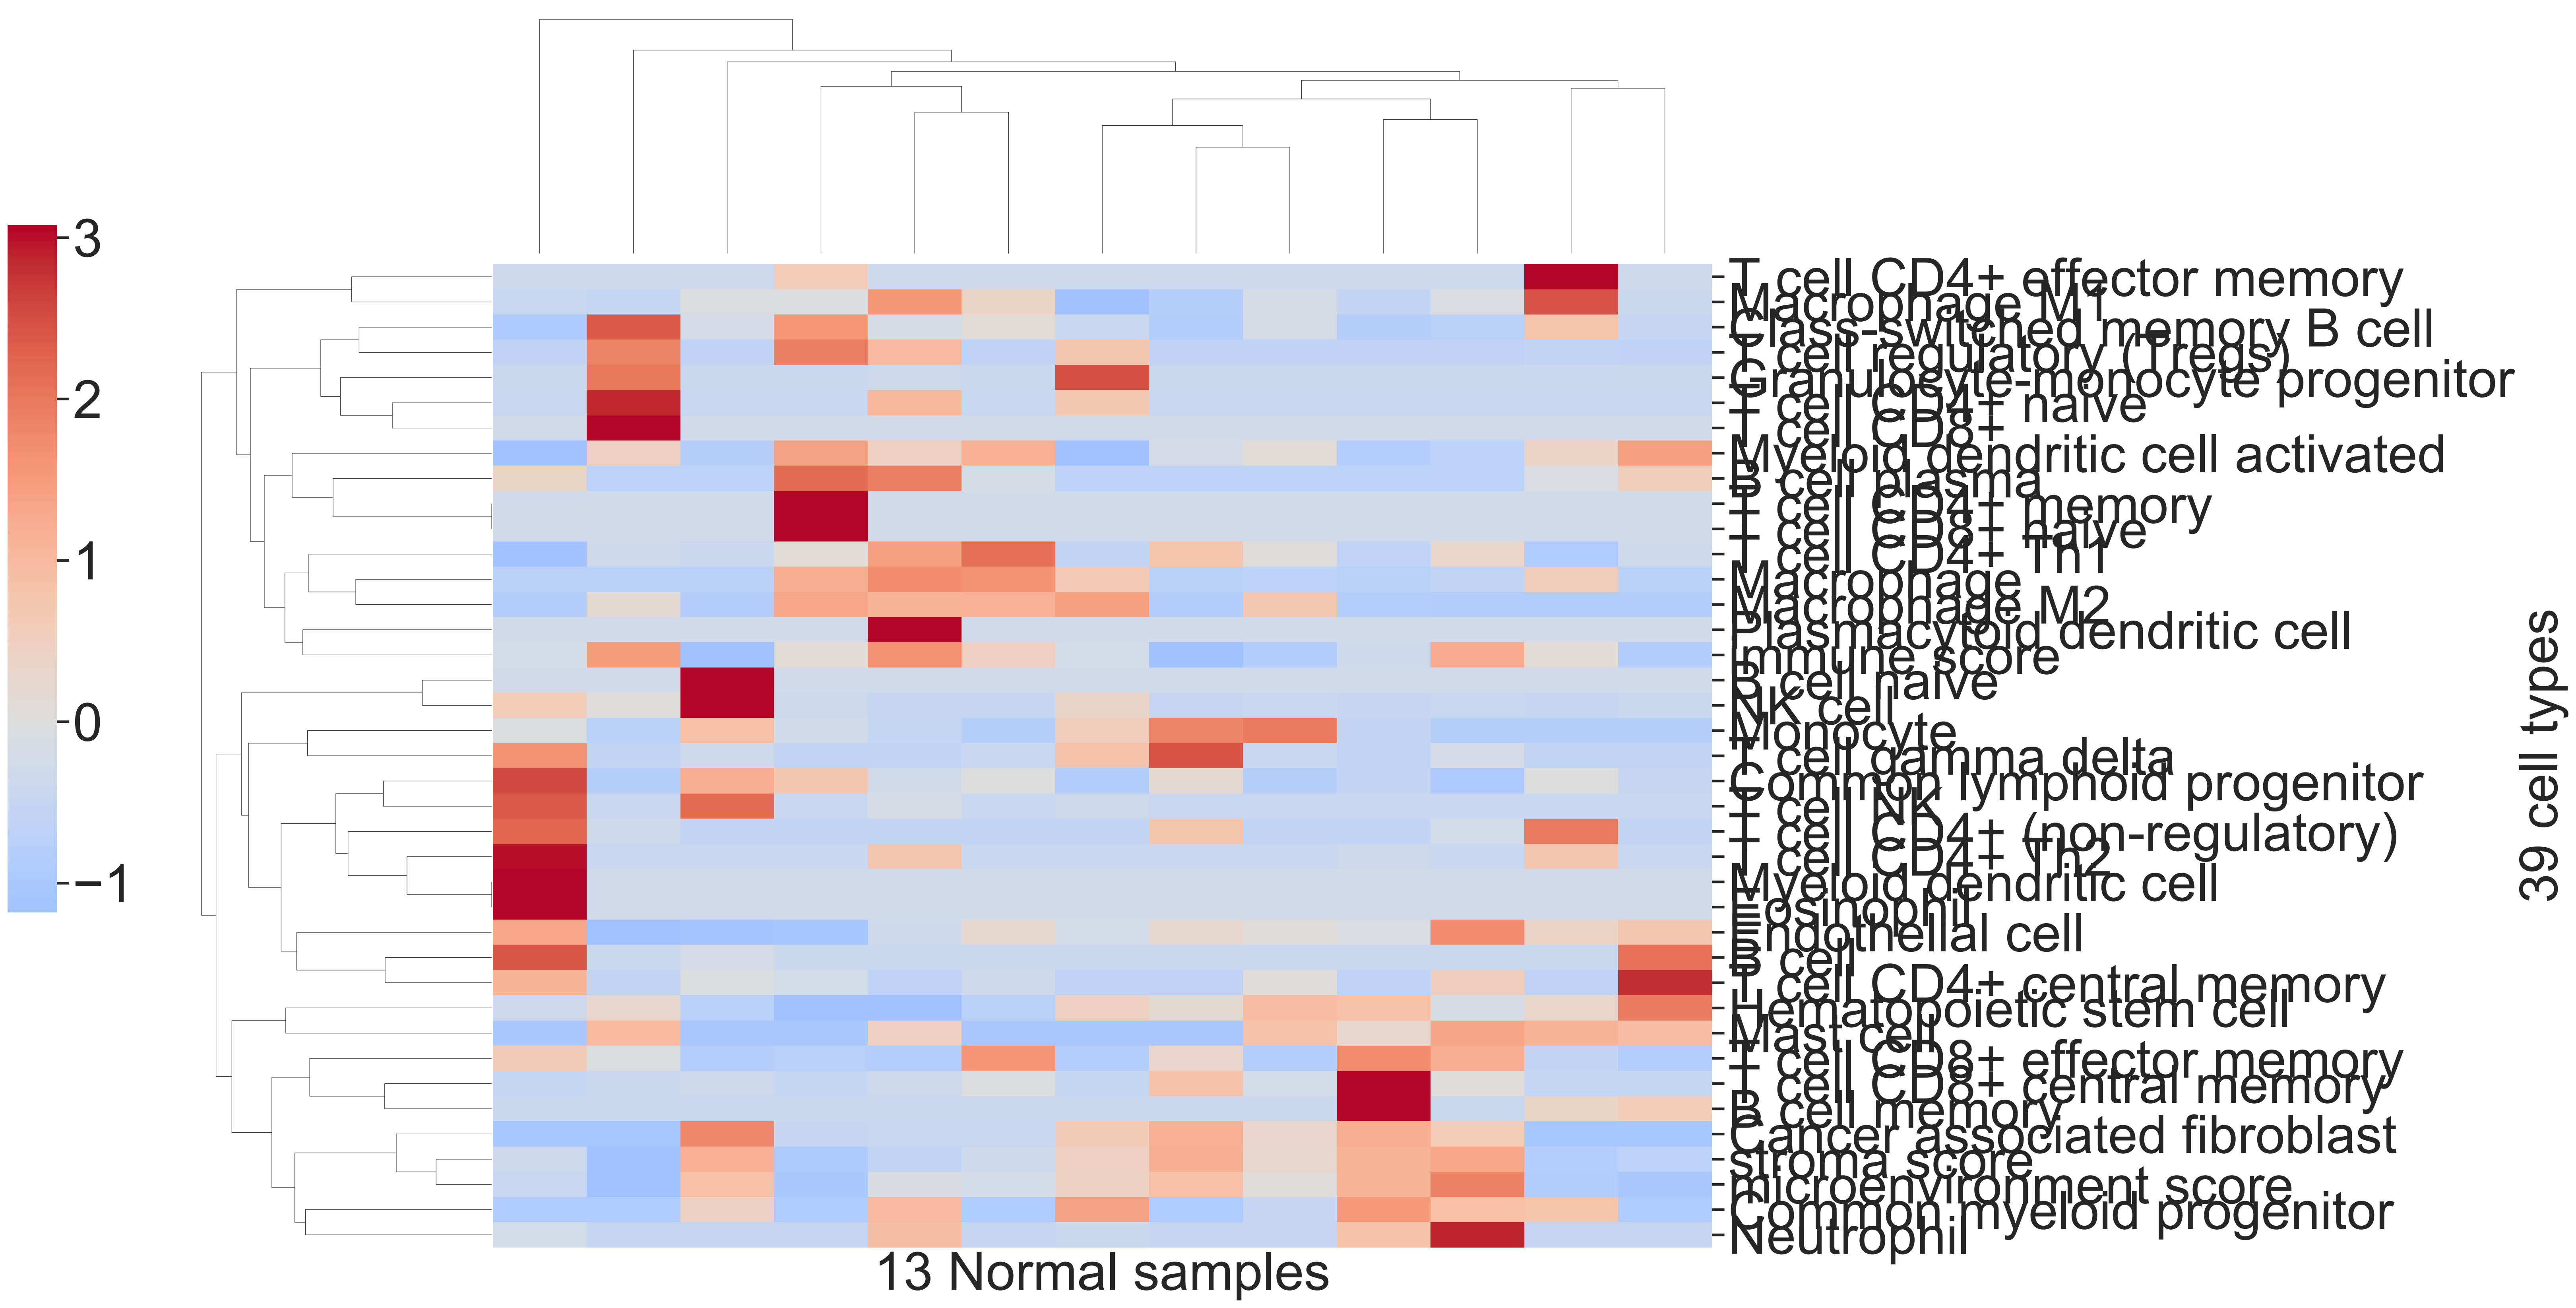 3
2
1
0
−1
T cell CD4+ effector memory
Macrophage M1
Class-switched memory B cell
T cell regulatory (Tregs)
Granulocyte-monocyte progenitor
T cell CD4+ naive
T cell CD8+
Myeloid dendritic cell activated
B cell plasma
T cell CD4+ memory
T cell CD8+ naive
T cell CD4+ Th1
Macrophage
Macrophage M2
Plasmacytoid dendritic cell
immune score
B cell naive
NK cell
Monocyte
T cell gamma delta
Common lymphoid progenitor
T cell NK
T cell CD4+ (non-regulatory)
T cell CD4+ Th2
Myeloid dendritic cell
Eosinophil
Endothelial cell
B cell
T cell CD4+ central memory
Hematopoietic stem cell
Mast cell
T cell CD8+ effector memory
T cell CD8+ central memory
B cell memory
Cancer associated fibroblast
stroma score
microenvironment score
Common myeloid progenitor
Neutrophil
39 cell types
13 Normal samples